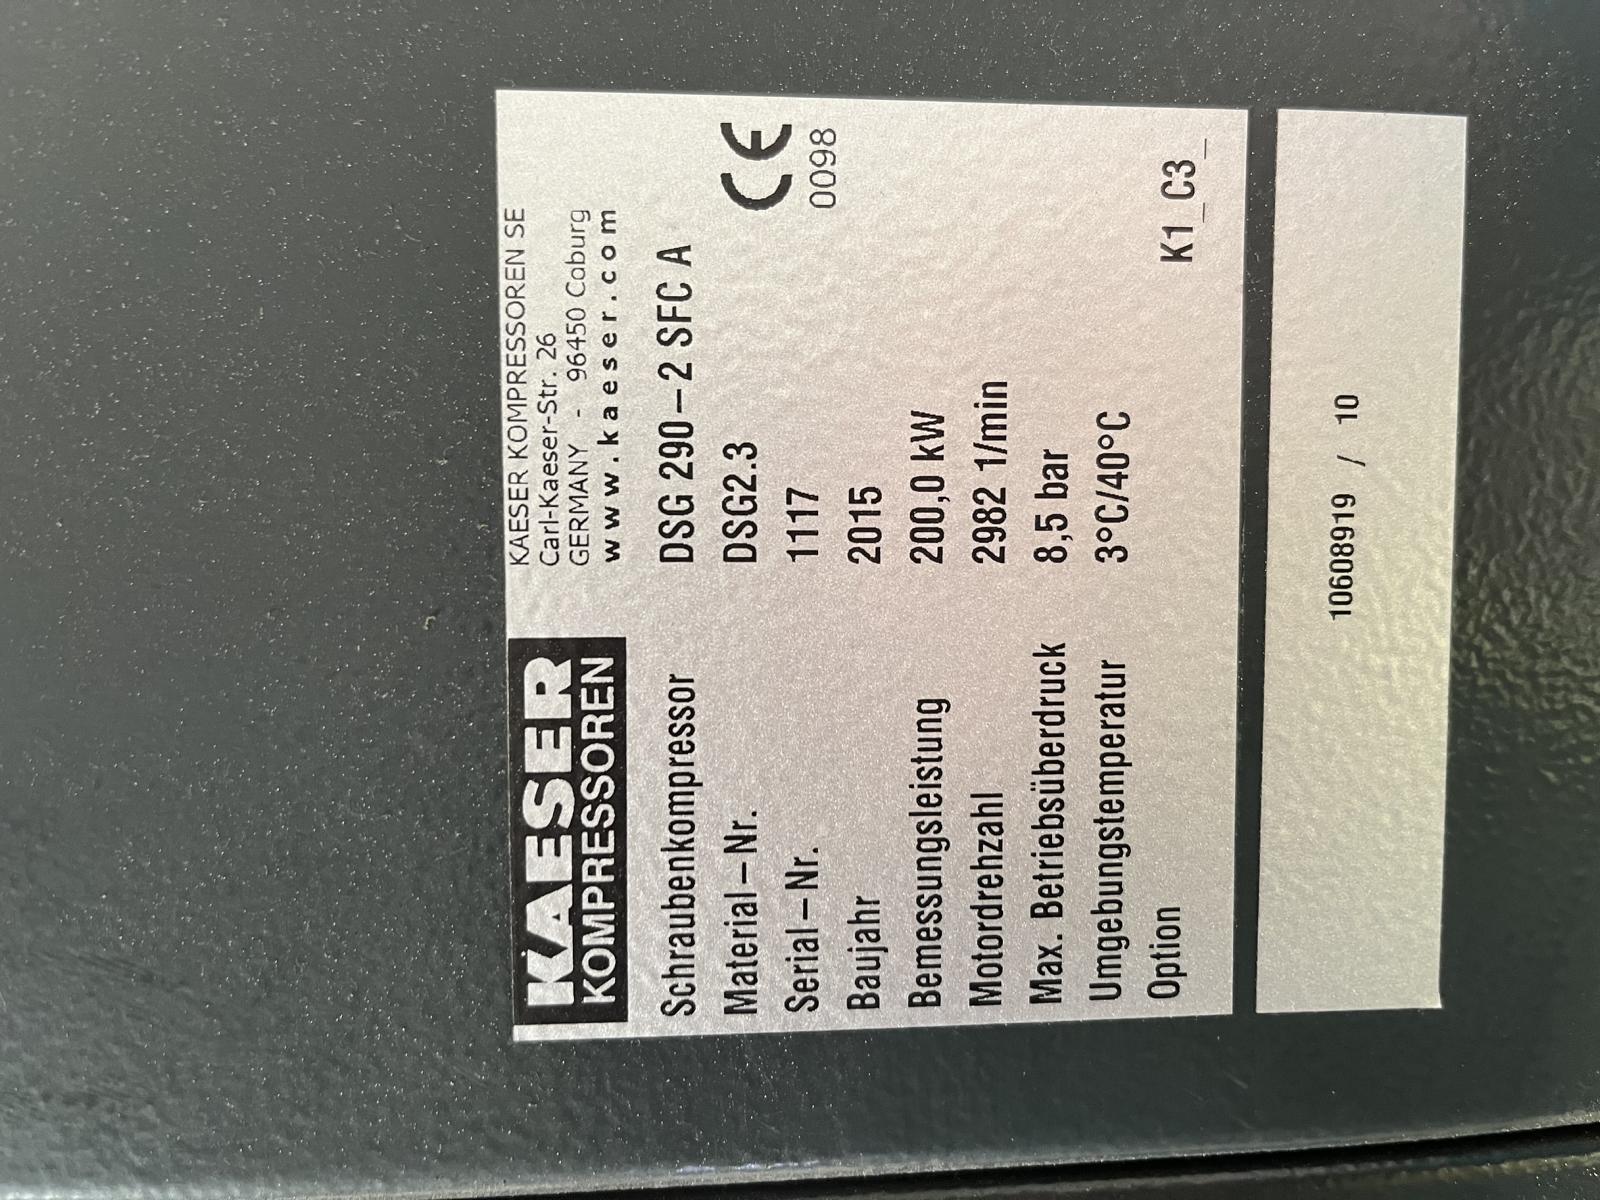 KAESER
KOMPRESSOREN
KAESER KOMPRESSOREN SE
Carl-Kaeser-Str. 26
GERMANY - 96450 Coburg
www.kaeser.com
Schraubenkompressor DSG 290-2 SFC A
Material-Nr. DSG2.3
CE
Serial-Nr. 1117
0098
Baujahr 2015
Bemessungsleistung 200,0 kW
Motordrehzahl 2982 1/min
Max. Betriebsüberdruck 8,5 bar
Umgebungstemperatur 3°C/40°C
Option K1_C3_
10608919 / 10